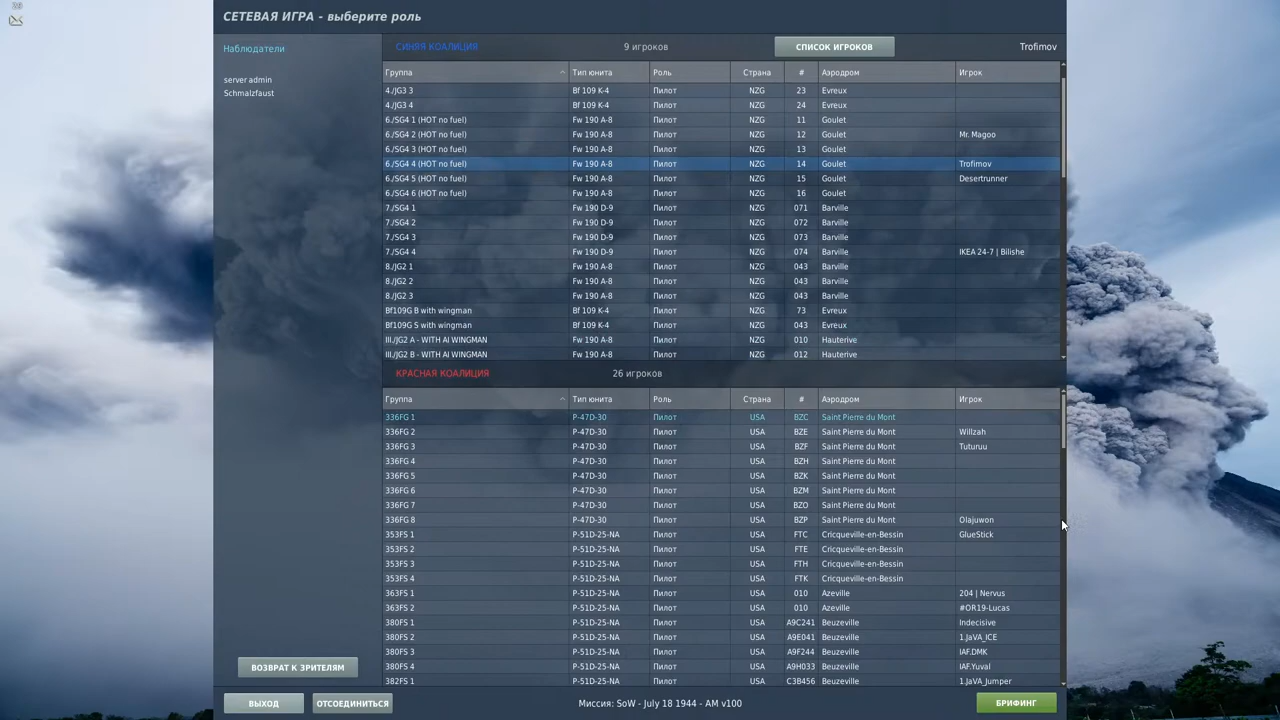 20
СЕТЕВАЯ ИГРА - выберите роль
Наблюдатели
server admin
Schmalzfaust
СИНЯЯ КОАЛИЦИЯ 9 игроков СПИСОК ИГРОКОВ Trofimov
Группа Тип юнита Роль Страна # Аэродром Игрок
4./JG3 3 Bf 109 K-4 Пилот NZG 23 Evreux
4./JG3 4 Bf 109 K-4 Пилот NZG 24 Evreux
6./SG4 1 (HOT no fuel) Fw 190 A-8 Пилот NZG 11 Goulet
6./SG4 2 (HOT no fuel) Fw 190 A-8 Пилот NZG 12 Goulet Mr. Magoo
6./SG4 3 (HOT no fuel) Fw 190 A-8 Пилот NZG 13 Goulet
6./SG4 4 (HOT no fuel) Fw 190 A-8 Пилот NZG 14 Goulet Trofimov
6./SG4 5 (HOT no fuel) Fw 190 A-8 Пилот NZG 15 Goulet Desertrunner
6./SG4 6 (HOT no fuel) Fw 190 A-8 Пилот NZG 16 Goulet
7./SG4 1 Fw 190 D-9 Пилот NZG 071 Barville
7./SG4 2 Fw 190 D-9 Пилот NZG 072 Barville
7./SG4 3 Fw 190 D-9 Пилот NZG 073 Barville
7./SG4 4 Fw 190 D-9 Пилот NZG 074 Barville IKEA 24-7 | Bilishe
8./JG2 1 Fw 190 A-8 Пилот NZG 043 Barville
8./JG2 2 Fw 190 A-8 Пилот NZG 043 Barville
8./JG2 3 Fw 190 A-8 Пилот NZG 043 Barville
Bf109G B with wingman Bf 109 K-4 Пилот NZG 73 Evreux
Bf109G S with wingman Bf 109 K-4 Пилот NZG 043 Evreux
III./JG2 A - WITH AI WINGMAN Fw 190 A-8 Пилот NZG 010 Hauterive
III./JG2 B - WITH AI WINGMAN Fw 190 A-8 Пилот NZG 012 Hauterive
КРАСНАЯ КОАЛИЦИЯ 26 игроков
Группа Тип юнита Роль Страна # Аэродром Игрок
336FG 1 P-47D-30 Пилот USA BZC Saint Pierre du Mont
336FG 2 P-47D-30 Пилот USA BZE Saint Pierre du Mont Willzah
336FG 3 P-47D-30 Пилот USA BZF Saint Pierre du Mont Tuturuu
336FG 4 P-47D-30 Пилот USA BZH Saint Pierre du Mont
336FG 5 P-47D-30 Пилот USA BZK Saint Pierre du Mont
336FG 6 P-47D-30 Пилот USA BZM Saint Pierre du Mont
336FG 7 P-47D-30 Пилот USA BZO Saint Pierre du Mont
336FG 8 P-47D-30 Пилот USA BZP Saint Pierre du Mont Olajuwon
353FS 1 P-51D-25-NA Пилот USA FTC Cricqueville-en-Bessin GlueStick
353FS 2 P-51D-25-NA Пилот USA FTE Cricqueville-en-Bessin
353FS 3 P-51D-25-NA Пилот USA FTH Cricqueville-en-Bessin
353FS 4 P-51D-25-NA Пилот USA FTK Cricqueville-en-Bessin
363FS 1 P-51D-25-NA Пилот USA 010 Azeville 204 | Nervus
363FS 2 P-51D-25-NA Пилот USA 010 Azeville #OR19-Lucas
380FS 1 P-51D-25-NA Пилот USA A9C241 Beuzeville Indecisive
380FS 2 P-51D-25-NA Пилот USA A9E041 Beuzeville 1.JaVA_ICE
380FS 3 P-51D-25-NA Пилот USA A9F244 Beuzeville IAF.DMK
380FS 4 P-51D-25-NA Пилот USA A9H033 Beuzeville IAF.Yuval
382FS 1 P-51D-25-NA Пилот USA C3B456 Beuzeville 1.JaVA_Jumper
ВОЗВРАТ К ЗРИТЕЛЯМ
ВЫХОД ОТСОЕДИНИТЬСЯ Миссия: SoW - July 18 1944 - AM v100 БРИФИНГ